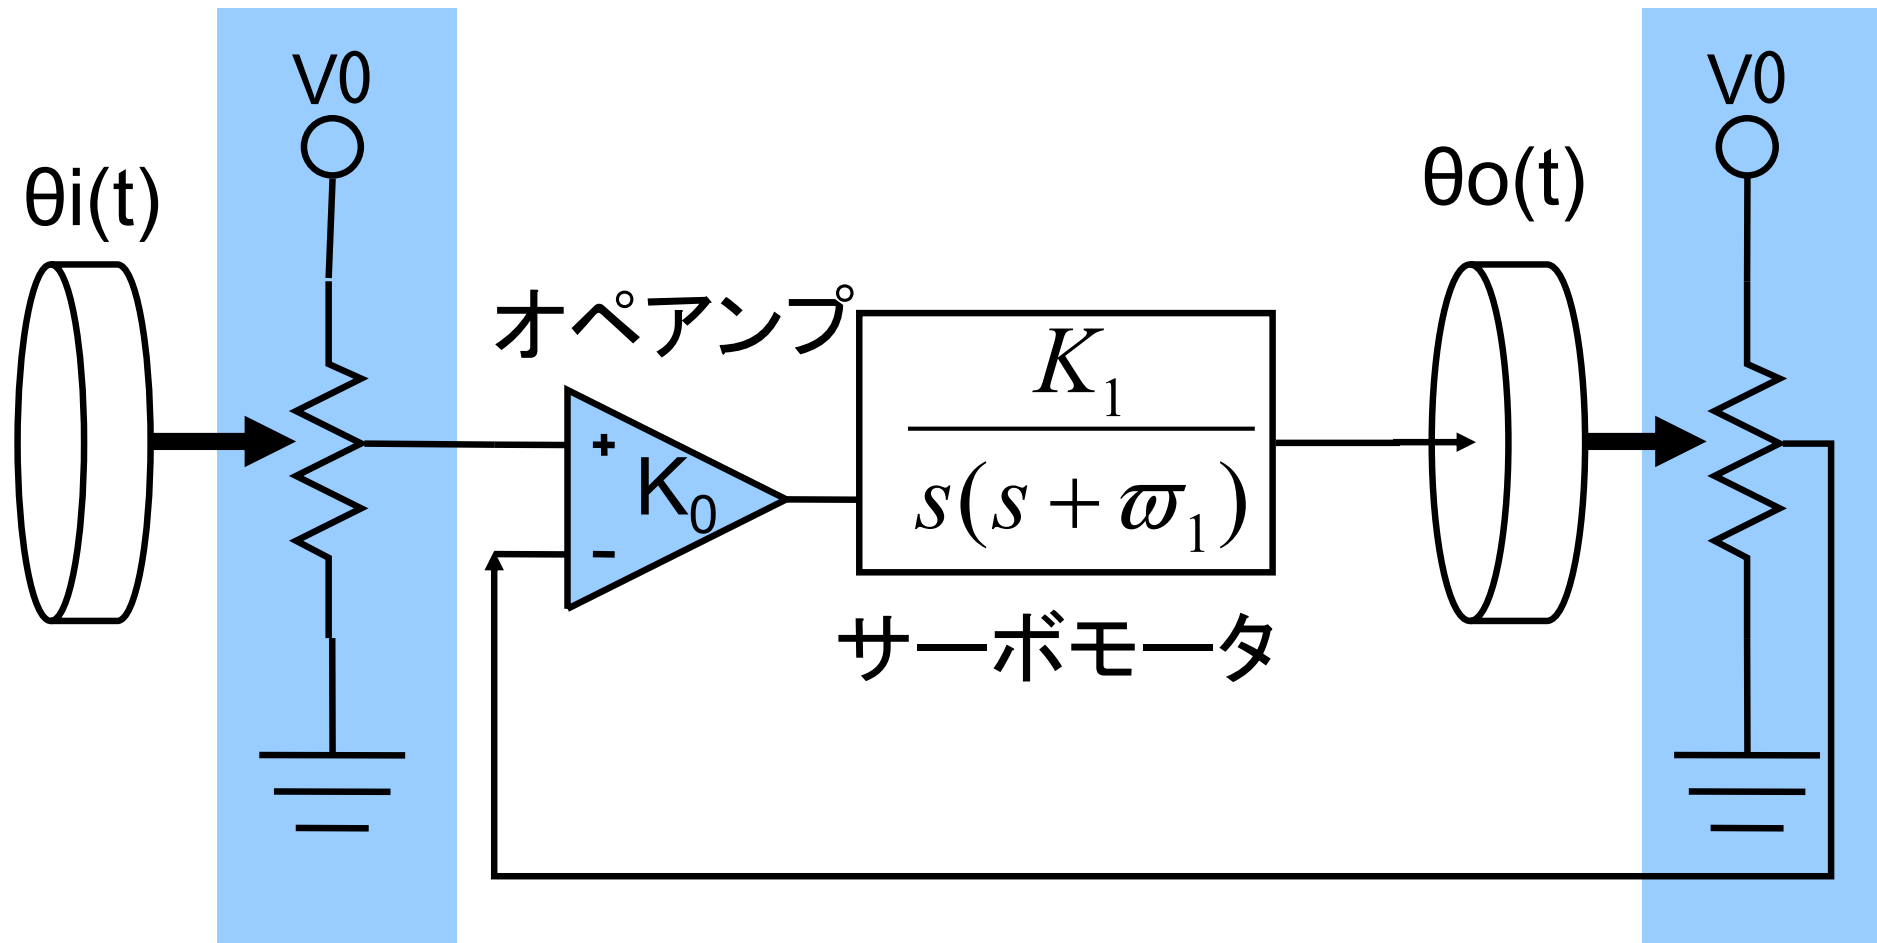 V0
V0
θi(t)
θo(t)
オペアンプ
K₁
s(s + ϖ₁)
+
K₀
−
サーボモータ